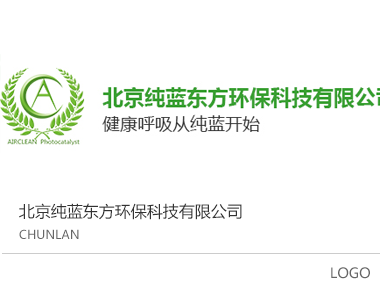 CA
北京纯蓝东方环保科技有限公司
健康呼吸从纯蓝开始
AIRCLEAN Photocatalyst
北京纯蓝东方环保科技有限公司
CHUNLAN
LOGO